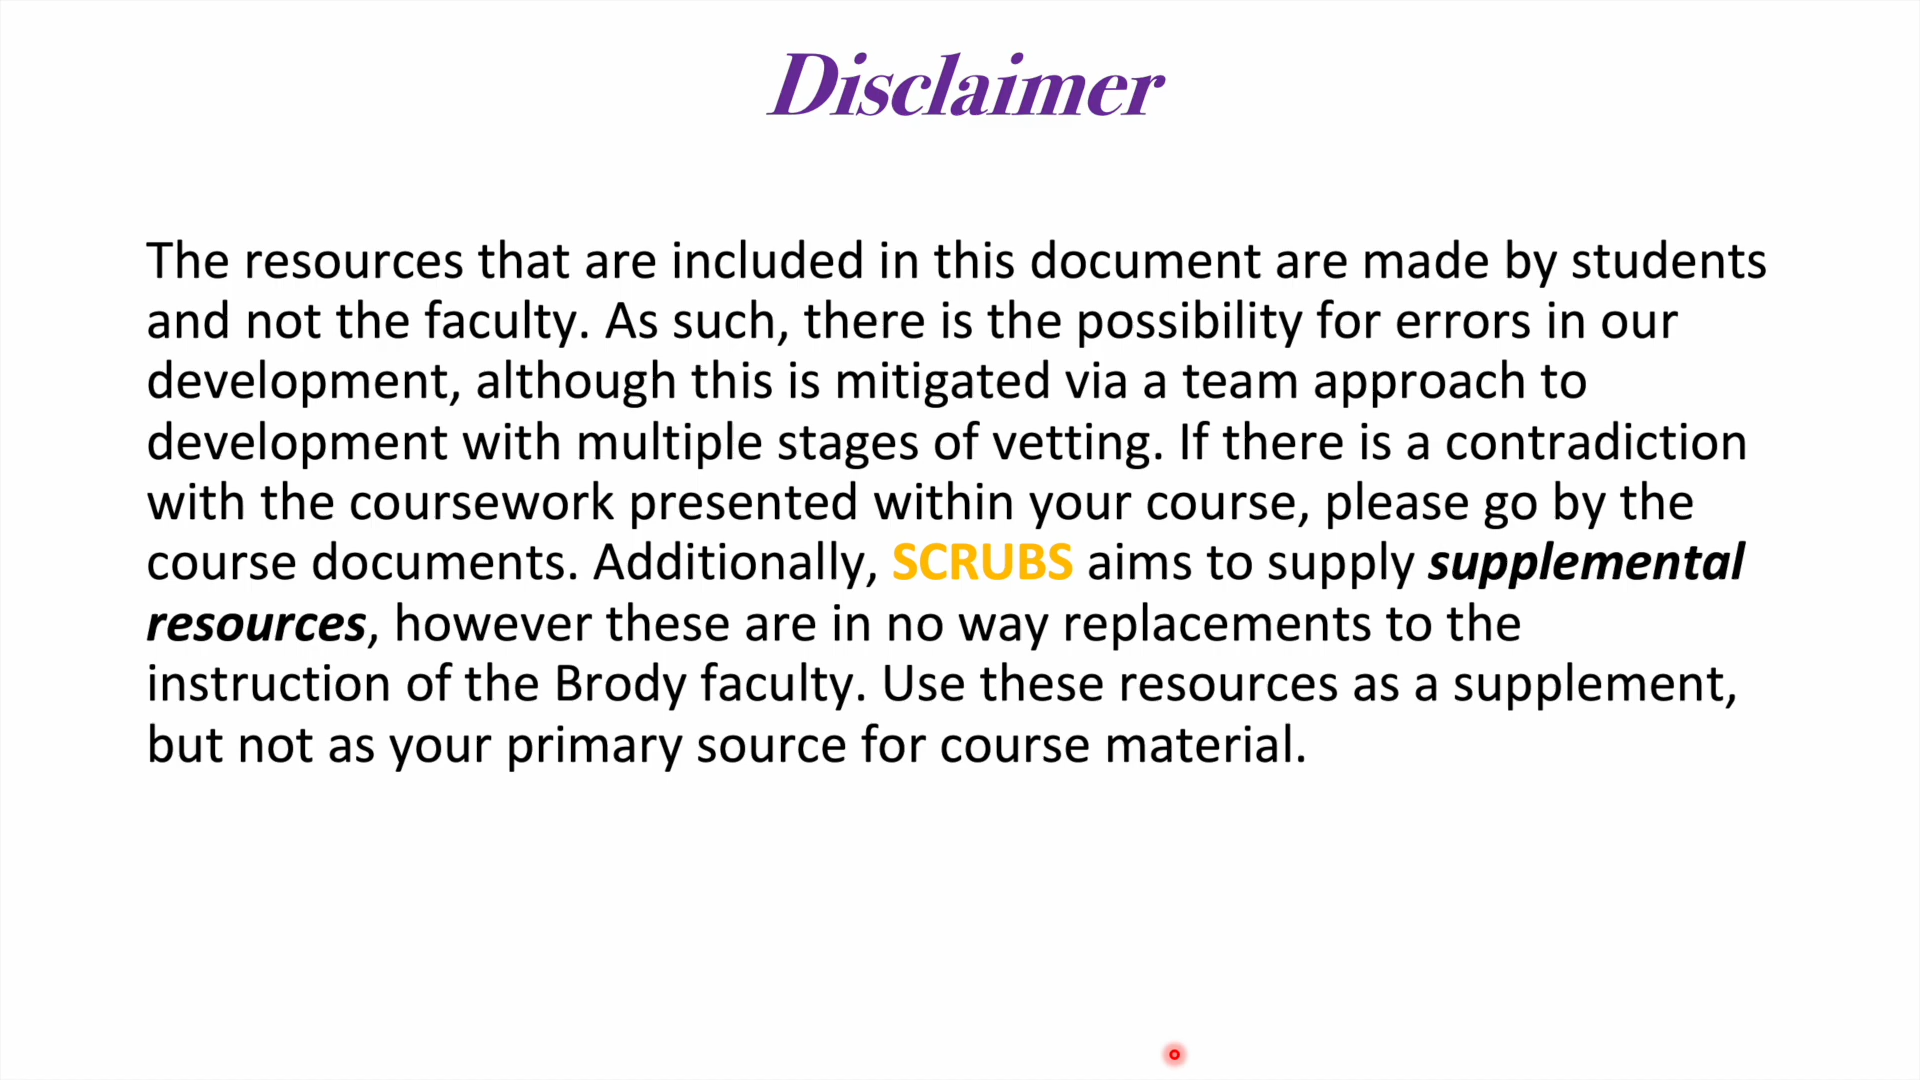 Disclaimer
The resources that are included in this document are made by students
and not the faculty. As such, there is the possibility for errors in our
development, although this is mitigated via a team approach to
development with multiple stages of vetting. If there is a contradiction
with the coursework presented within your course, please go by the
course documents. Additionally, SCRUBS aims to supply supplemental
resources, however these are in no way replacements to the
instruction of the Brody faculty. Use these resources as a supplement,
but not as your primary source for course material.